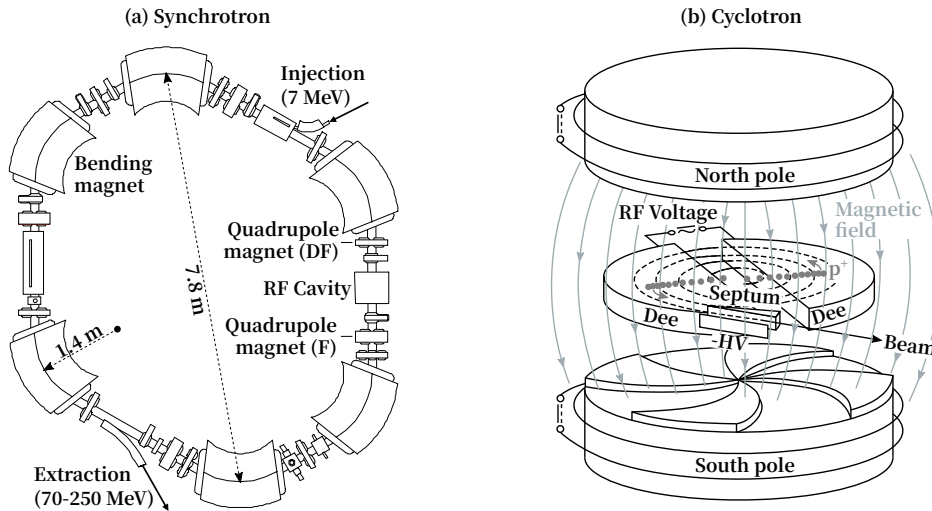 (a) Synchrotron
Injection
(7 MeV)
Bending
magnet
Quadrupole
magnet (DF)
7.8 m
RF Cavity
1.4 m
Quadrupole
magnet (F)
Extraction
(70-250 MeV)
(b) Cyclotron
North pole
RF Voltage
Magnetic
field
p+
Septum
Dee
Dee
-HV
Beam
South pole